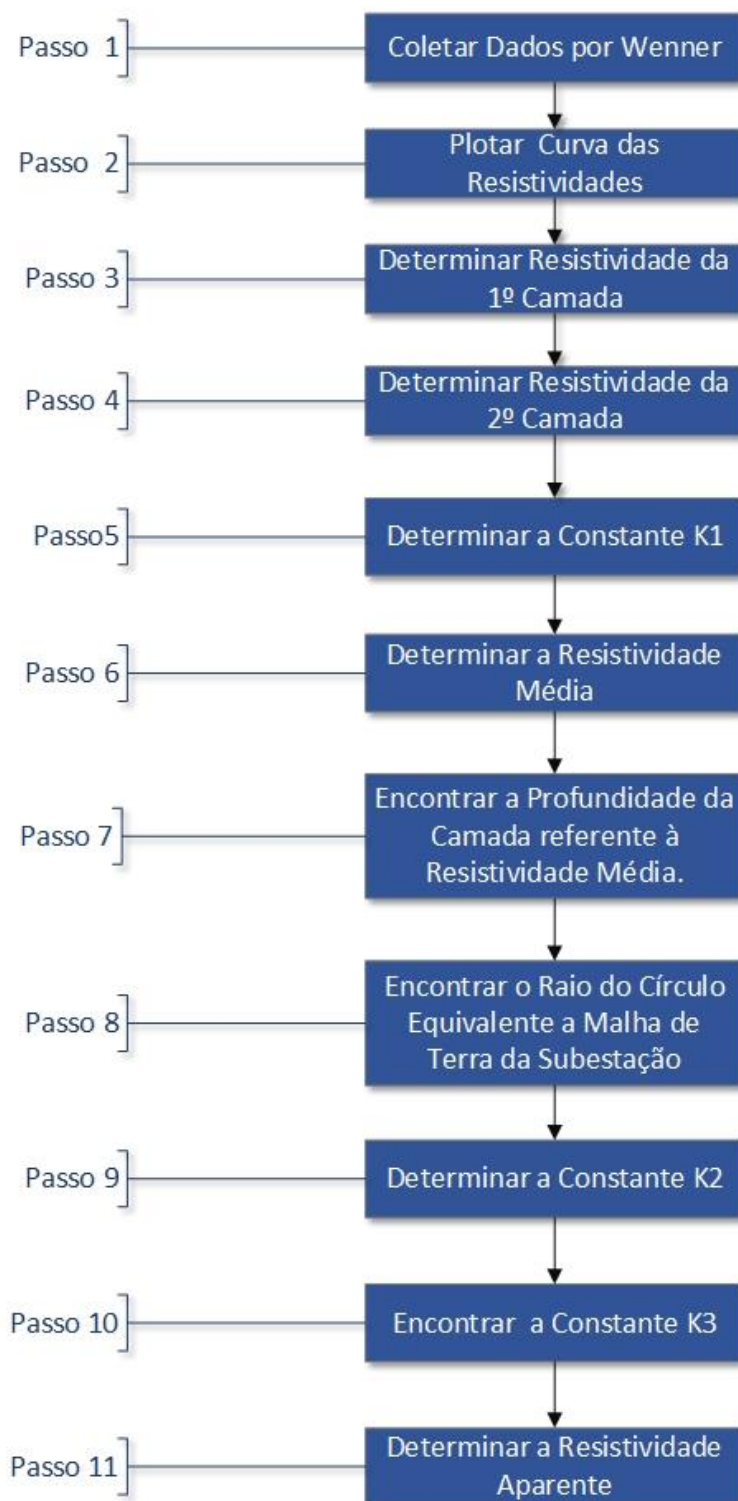 Passo 1
Coletar Dados por Wenner
Passo 2
Plotar Curva das
Resistividades
Passo 3
Determinar Resistividade da
1º Camada
Passo 4
Determinar Resistividade da
2º Camada
Passo5
Determinar a Constante K1
Passo 6
Determinar a Resistividade
Média
Passo 7
Encontrar a Profundidade da
Camada referente à
Resistividade Média.
Passo 8
Encontrar o Raio do Círculo
Equivalente a Malha de
Terra da Subestação
Passo 9
Determinar a Constante K2
Passo 10
Encontrar a Constante K3
Passo 11
Determinar a Resistividade
Aparente